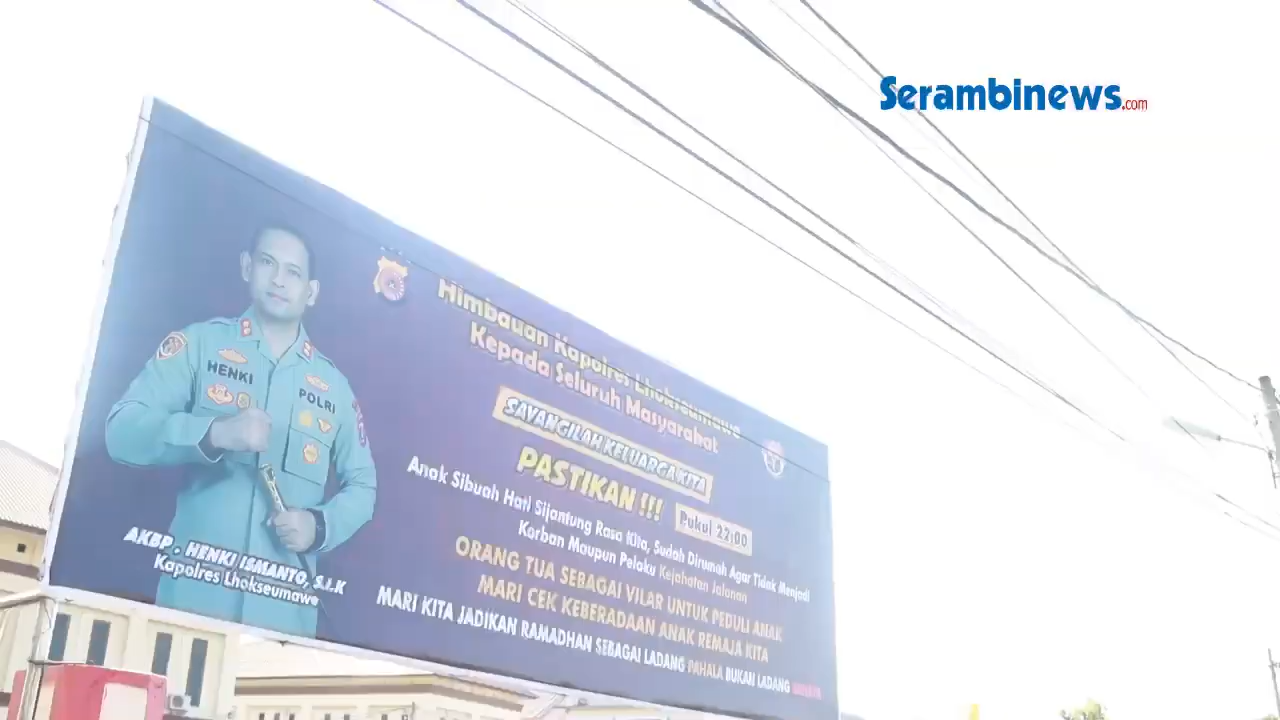 Serambinews.com
Himbauan Kapolres Lhokseumawe
Kepada Seluruh Masyarakat
SAYANGILAH KELUARGA KITA
PASTIKAN !!! Pukul 22:00
Anak Sibuah Hati Sijantung Rasa Kita, Sudah Dirumah Agar Tidak Menjadi
Korban Maupun Pelaku Kejahatan Jalanan
ORANG TUA SEBAGAI VILAR UNTUK PEDULI ANAK
MARI CEK KEBERADAAN ANAK REMAJA KITA
MARI KITA JADIKAN RAMADHAN SEBAGAI LADANG PAHALA BUKAN LADANG
HENKI
POLRI
AKBP . HENKI ISMANTO, S.I.K
Kapolres Lhokseumawe